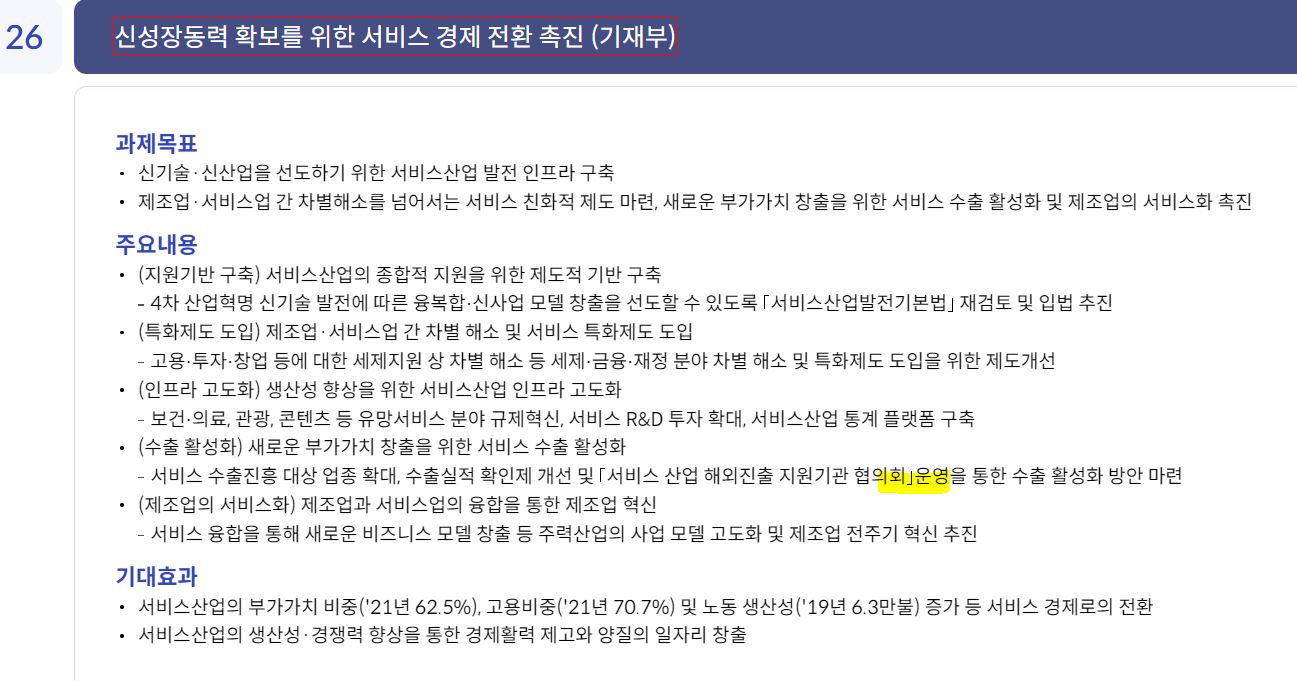 26
신성장동력 확보를 위한 서비스 경제 전환 촉진 (기재부)
과제목표
• 신기술·신산업을 선도하기 위한 서비스산업 발전 인프라 구축
• 제조업·서비스업 간 차별해소를 넘어서는 서비스 친화적 제도 마련, 새로운 부가가치 창출을 위한 서비스 수출 활성화 및 제조업의 서비스화 촉진
주요내용
• (지원기반 구축) 서비스산업의 종합적 지원을 위한 제도적 기반 구축
- 4차 산업혁명 신기술 발전에 따른 융복합·신사업 모델 창출을 선도할 수 있도록 ｢서비스산업발전기본법｣ 재검토 및 입법 추진
• (특화제도 도입) 제조업·서비스업 간 차별 해소 및 서비스 특화제도 도입
- 고용·투자·창업 등에 대한 세제지원 상 차별 해소 등 세제·금융·재정 분야 차별 해소 및 특화제도 도입을 위한 제도개선
• (인프라 고도화) 생산성 향상을 위한 서비스산업 인프라 고도화
- 보건·의료, 관광, 콘텐츠 등 유망서비스 분야 규제혁신, 서비스 R&D 투자 확대, 서비스산업 통계 플랫폼 구축
• (수출 활성화) 새로운 부가가치 창출을 위한 서비스 수출 활성화
- 서비스 수출진흥 대상 업종 확대, 수출실적 확인제 개선 및 ｢서비스 산업 해외진출 지원기관 협의회｣운영을 통한 수출 활성화 방안 마련
• (제조업의 서비스화) 제조업과 서비스업의 융합을 통한 제조업 혁신
- 서비스 융합을 통해 새로운 비즈니스 모델 창출 등 주력산업의 사업 모델 고도화 및 제조업 전주기 혁신 추진
기대효과
• 서비스산업의 부가가치 비중('21년 62.5%), 고용비중('21년 70.7%) 및 노동 생산성('19년 6.3만불) 증가 등 서비스 경제로의 전환
• 서비스산업의 생산성·경쟁력 향상을 통한 경제활력 제고와 양질의 일자리 창출